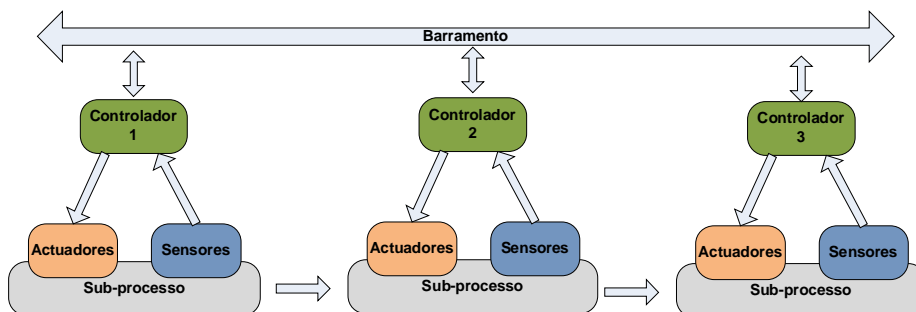 Barramento
Controlador
1
Controlador
2
Controlador
3
Actuadores
Sensores
Actuadores
Sensores
Actuadores
Sensores
Sub-processo
Sub-processo
Sub-processo